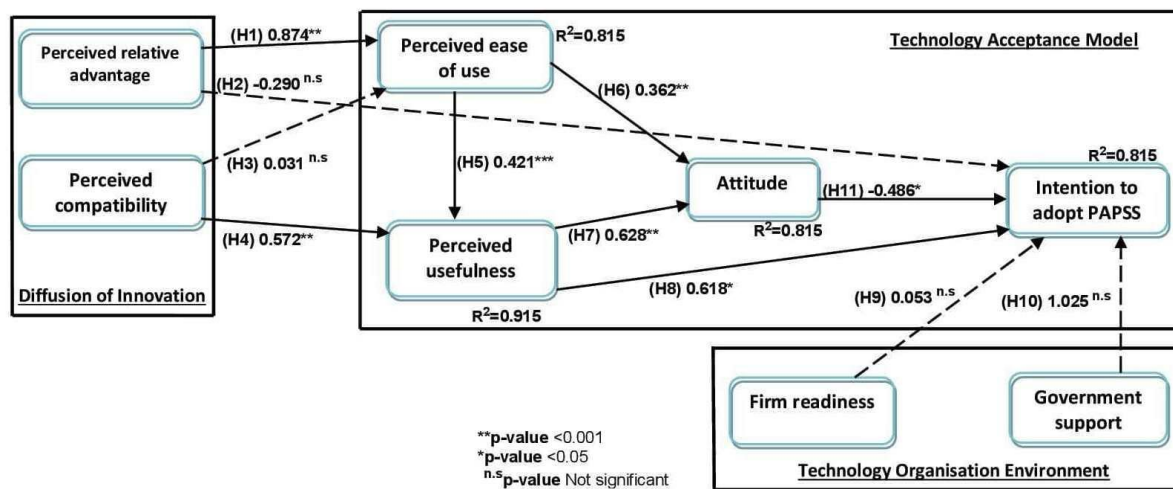 Perceived relative
advantage
(H1) 0.874**
Perceived ease
of use
R²=0.815
Technology Acceptance Model
(H2) -0.290 n.s
(H6) 0.362**
(H3) 0.031 n.s
(H5) 0.421***
Perceived
compatibility
Attitude
(H11) -0.486*
R²=0.815
Intention to
adopt PAPSS
(H4) 0.572**
Perceived
usefulness
(H7) 0.628**
R²=0.815
(H8) 0.618*
Diffusion of Innovation
R²=0.915
(H9) 0.053 n.s
(H10) 1.025 n.s
Firm readiness
Government
support
**p-value <0.001
*p-value <0.05
n.s p-value Not significant
Technology Organisation Environment